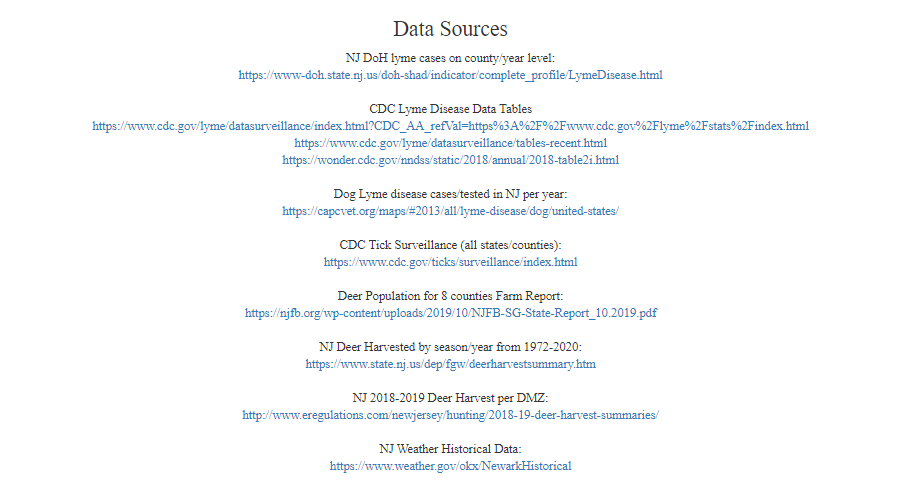 Data Sources
NJ DoH lyme cases on county/year level:
https://www-doh.state.nj.us/doh-shad/indicator/complete_profile/LymeDisease.html
CDC Lyme Disease Data Tables
https://www.cdc.gov/lyme/datasurveillance/index.html?CDC_AA_refVal=https%3A%2F%2Fwww.cdc.gov%2Flyme%2Fstats%2Findex.html
https://www.cdc.gov/lyme/datasurveillance/tables-recent.html
https://wonder.cdc.gov/nndss/static/2018/annual/2018-table2i.html
Dog Lyme disease cases/tested in NJ per year:
https://capcvet.org/maps/#2013/all/lyme-disease/dog/united-states/
CDC Tick Surveillance (all states/counties):
https://www.cdc.gov/ticks/surveillance/index.html
Deer Population for 8 counties Farm Report:
https://njfb.org/wp-content/uploads/2019/10/NJFB-SG-State-Report_10.2019.pdf
NJ Deer Harvested by season/year from 1972-2020:
https://www.state.nj.us/dep/fgw/deerharvestsummary.htm
NJ 2018-2019 Deer Harvest per DMZ:
http://www.eregulations.com/newjersey/hunting/2018-19-deer-harvest-summaries/
NJ Weather Historical Data:
https://www.weather.gov/okx/NewarkHistorical